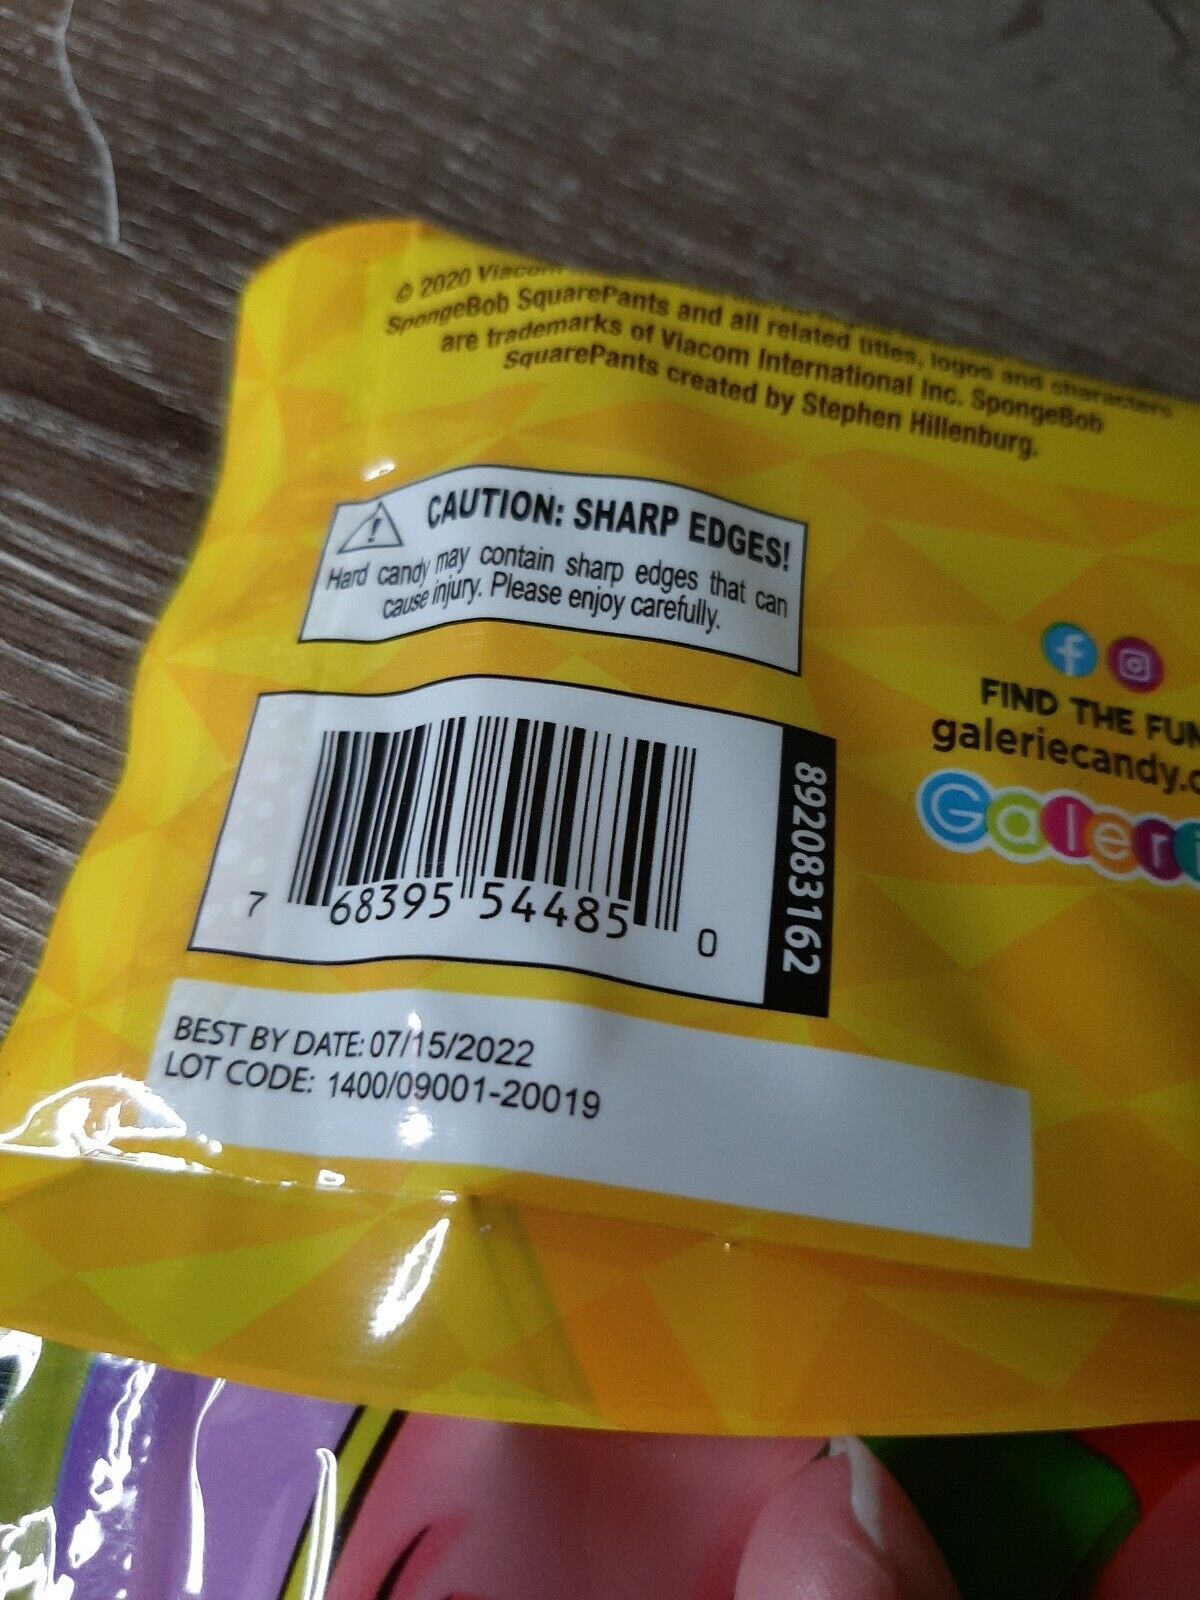 © 2020 Viacom
SpongeBob SquarePants and all related titles, logos and characters
are trademarks of Viacom International Inc. SpongeBob
SquarePants created by Stephen Hillenburg.
CAUTION: SHARP EDGES!
Hard candy may contain sharp edges that can
cause injury. Please enjoy carefully.
FIND THE FUN
galeriecandy.c
Galeri
7 68395 54485 0
892083162
BEST BY DATE: 07/15/2022
LOT CODE: 1400/09001-20019